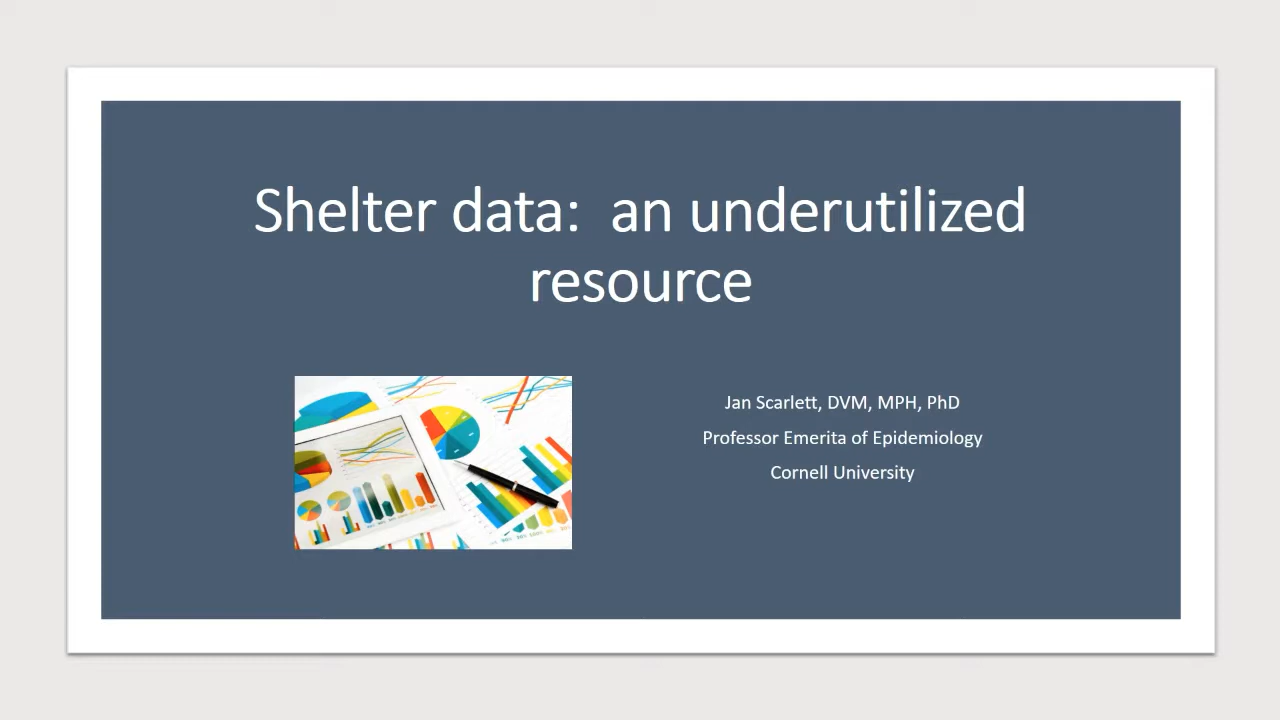 Shelter data:  an underutilized
resource
Jan Scarlett, DVM, MPH, PhD
Professor Emerita of Epidemiology
Cornell University